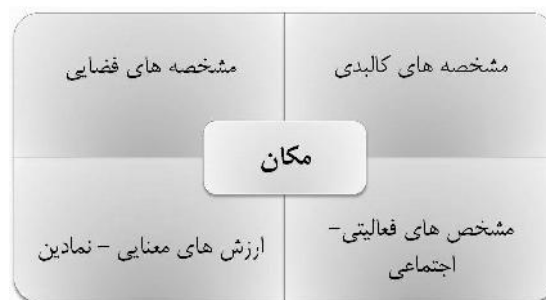 مشخصه های کالبدی
مشخصه های فضایی
مکان
مشخص های فعالیتی-
اجتماعی
ارزش های معنایی - نمادین